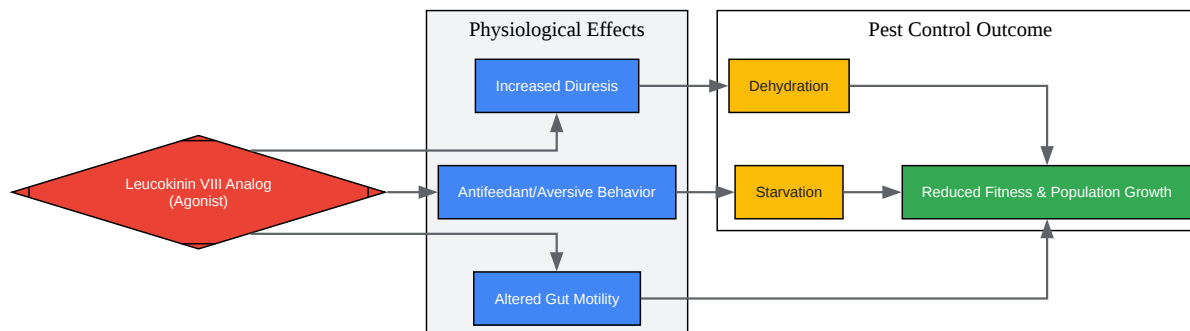 Physiological Effects
Pest Control Outcome
Increased Diuresis
Dehydration
Leucokinin VIII Analog
(Agonist)
Antifeedant/Aversive Behavior
Starvation
Reduced Fitness & Population Growth
Altered Gut Motility